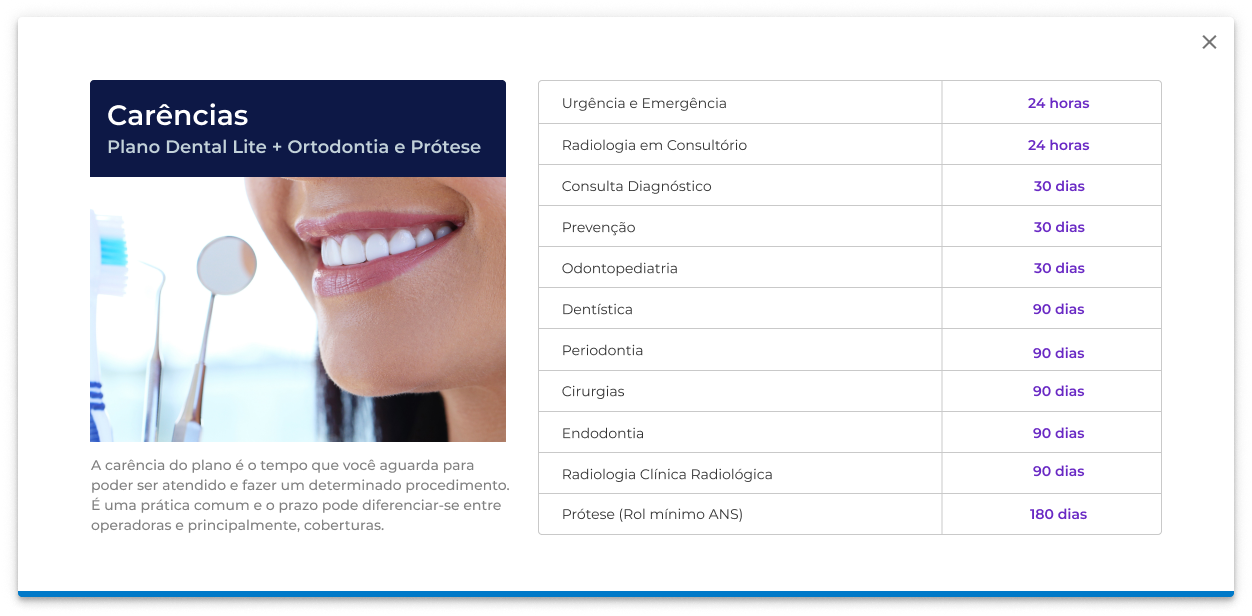 Carências
Plano Dental Lite + Ortodontia e Prótese
A carência do plano é o tempo que você aguarda para
poder ser atendido e fazer um determinado procedimento.
É uma prática comum e o prazo pode diferenciar-se entre
operadoras e principalmente, coberturas.
Urgência e Emergência 24 horas
Radiologia em Consultório 24 horas
Consulta Diagnóstico 30 dias
Prevenção 30 dias
Odontopediatria 30 dias
Dentística 90 dias
Periodontia 90 dias
Cirurgias 90 dias
Endodontia 90 dias
Radiologia Clínica Radiológica 90 dias
Prótese (Rol mínimo ANS) 180 dias